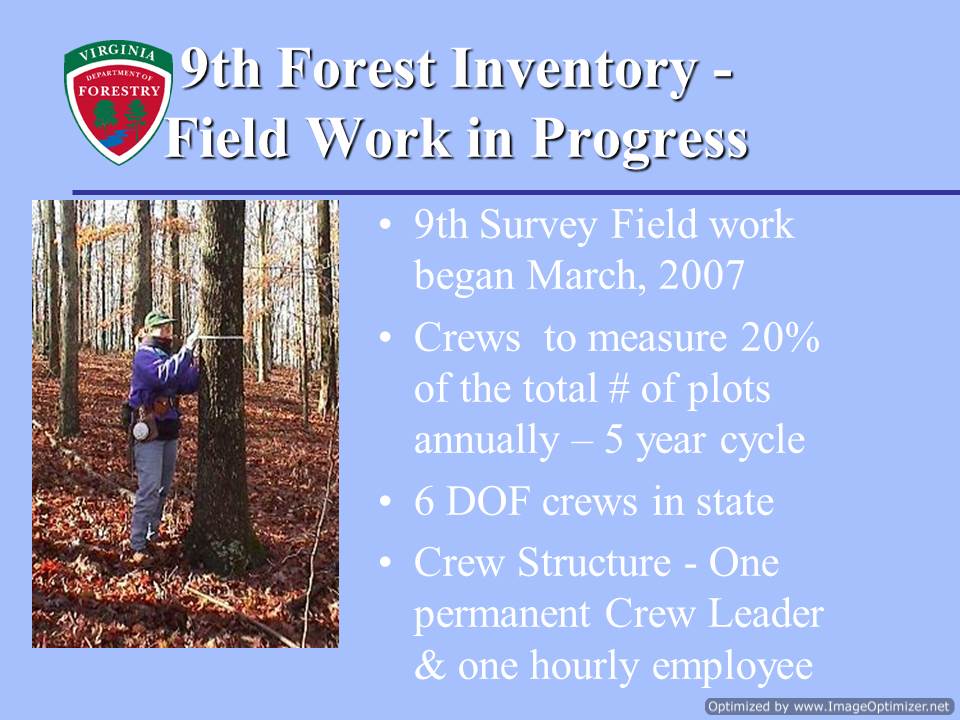 VIRGINIA
DEPARTMENT OF
FORESTRY
9th Forest Inventory -
Field Work in Progress
• 9th Survey Field work
began March, 2007
• Crews  to measure 20%
of the total # of plots
annually – 5 year cycle
• 6 DOF crews in state
• Crew Structure - One
permanent Crew Leader
& one hourly employee
Optimized by www.ImageOptimizer.net